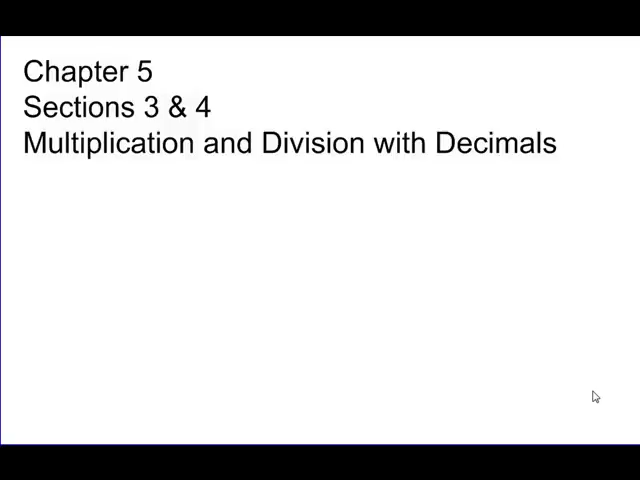 Chapter 5
Sections 3 & 4
Multiplication and Division with Decimals